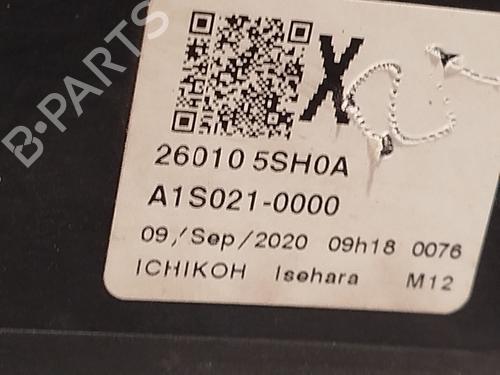 B-PARTS
X
26010 5SH0A
A1S021-0000
09/Sep/2020 09h18 0076
ICHIKOH Isehara M12